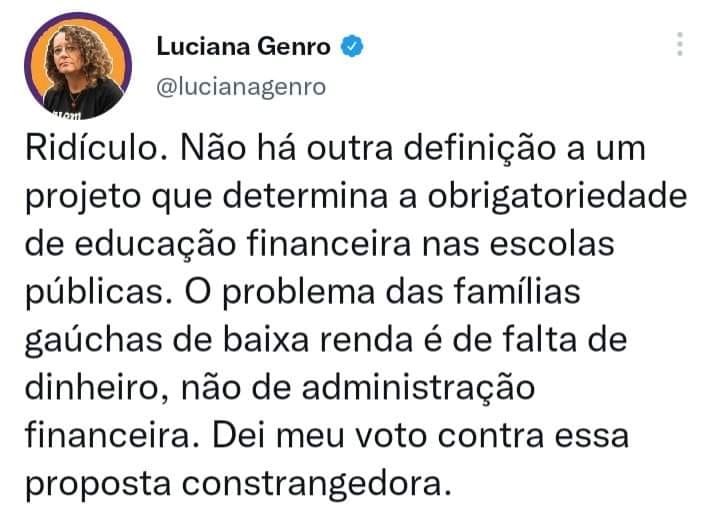 Luciana Genro
@lucianagenro
Ridículo. Não há outra definição a um
projeto que determina a obrigatoriedade
de educação financeira nas escolas
públicas. O problema das famílias
gaúchas de baixa renda é de falta de
dinheiro, não de administração
financeira. Dei meu voto contra essa
proposta constrangedora.